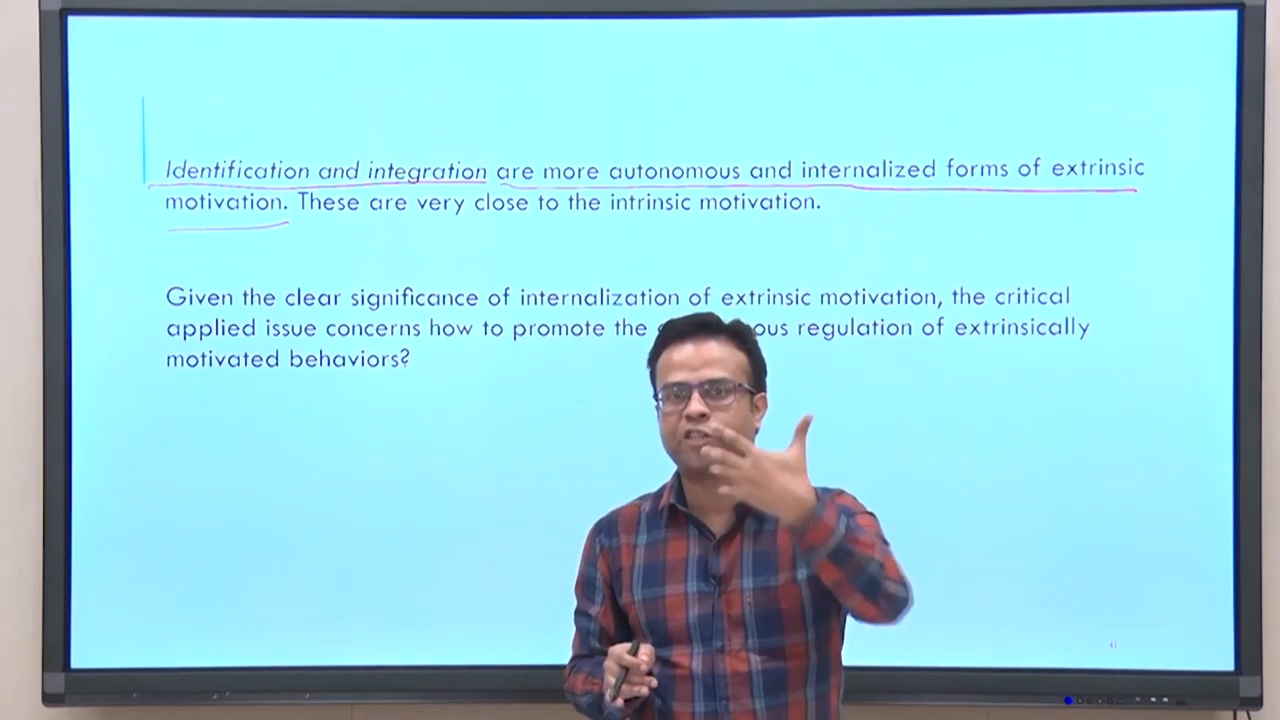 Identification and integration are more autonomous and internalized forms of extrinsic
motivation. These are very close to the intrinsic motivation.
Given the clear significance of internalization of extrinsic motivation, the critical
applied issue concerns how to promote the regulation of extrinsically
motivated behaviors?